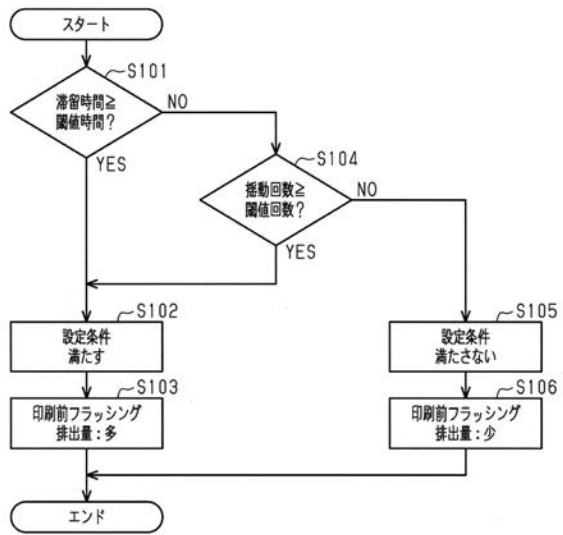 スタート
S101
滞留時間≧
閾値時間?
NO
YES
S104
揺動回数≧
閾値回数?
NO
YES
S102
設定条件
満たす
S103
印刷前フラッシング
排出量:多
S105
設定条件
満たさない
S106
印刷前フラッシング
排出量:少
エンド